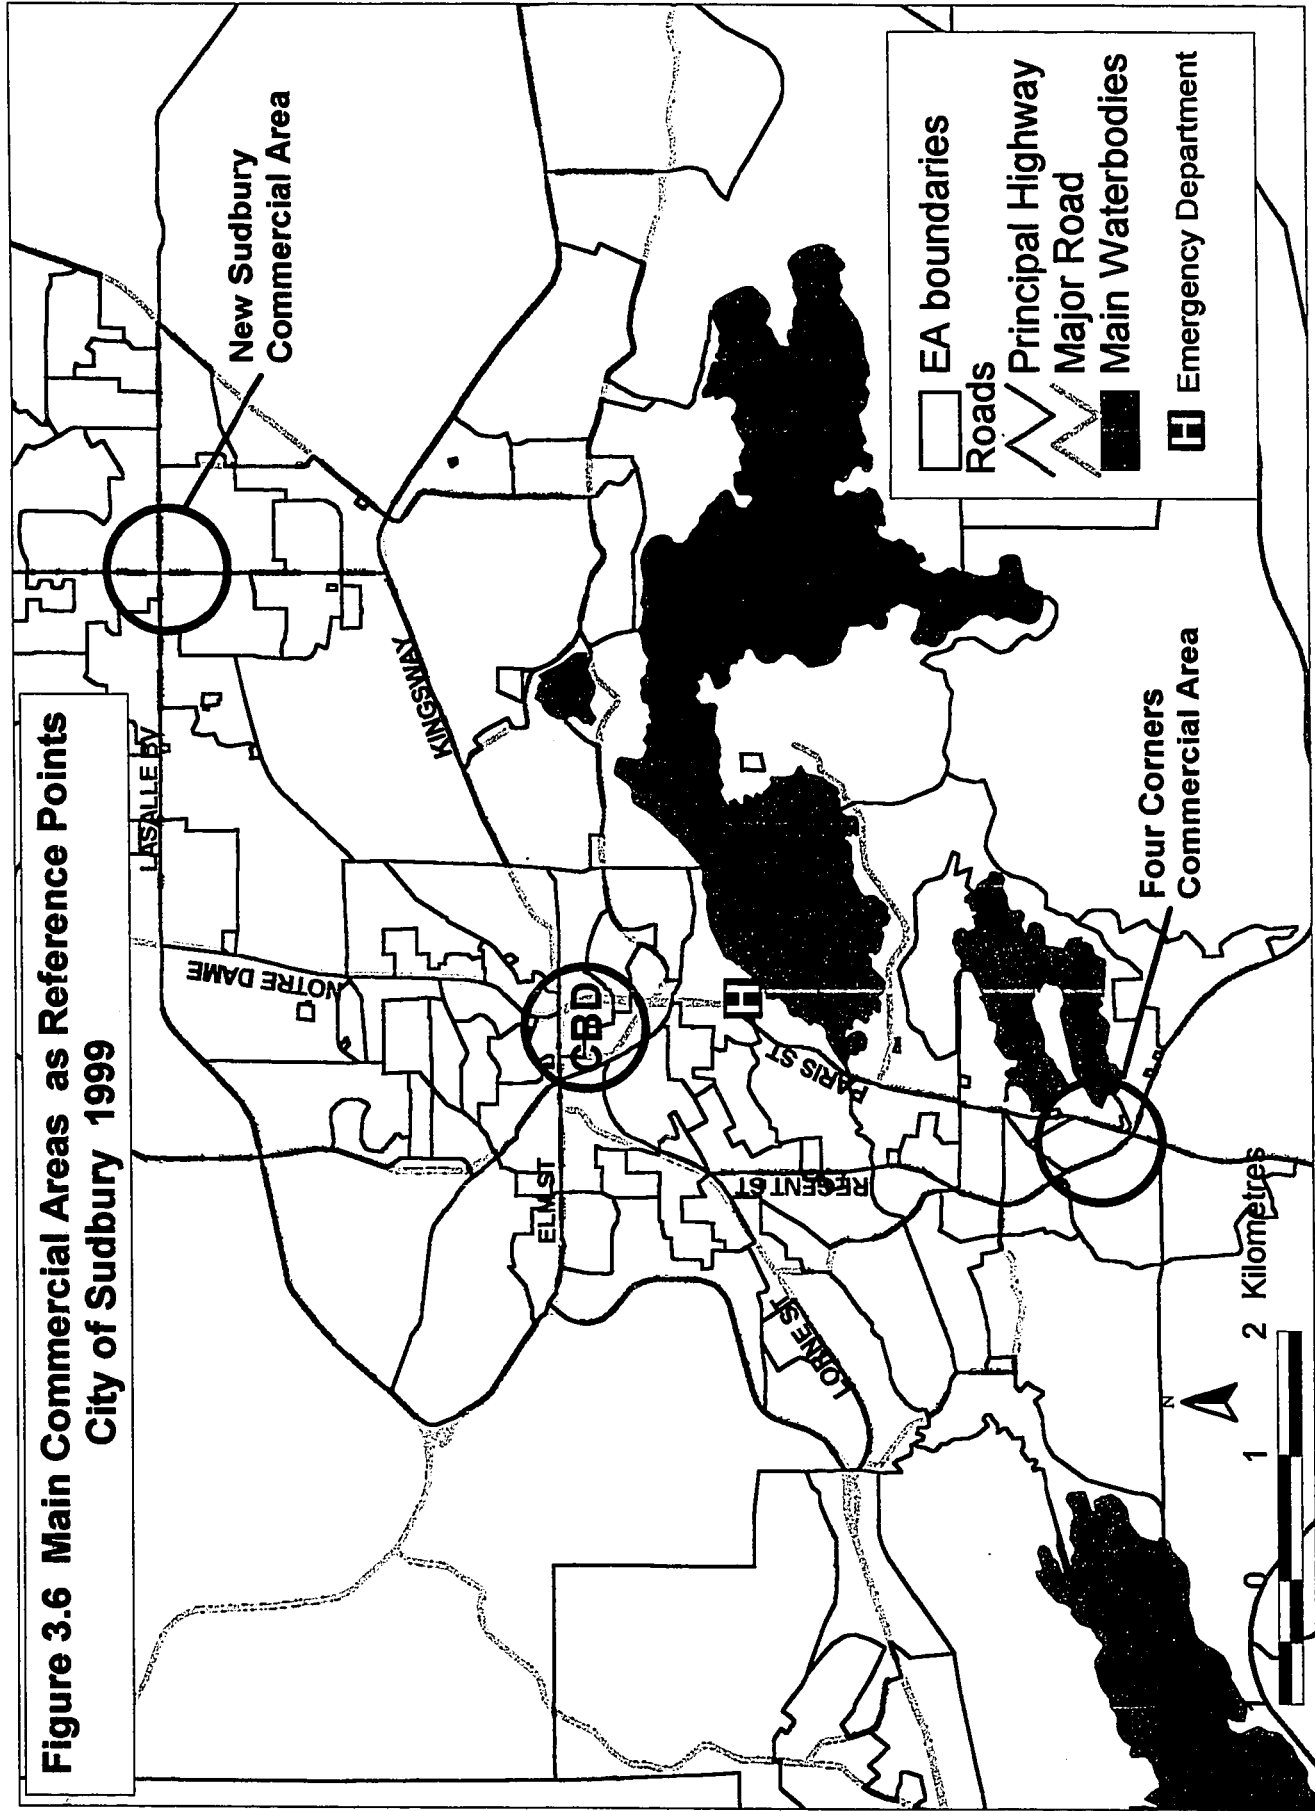 Figure 3.6 Main Commercial Areas as Reference Points
City of Sudbury 1999
New Sudbury
Commercial Area
LASALLE BV
KINGSWAY
NOTRE DAME
CBD
ELM ST
H
PARIS ST
REGENT ST
LORNE ST
Four Corners
Commercial Area
EA boundaries
Roads
Principal Highway
Major Road
Main Waterbodies
H Emergency Department
N
1 0 1 2 Kilometres